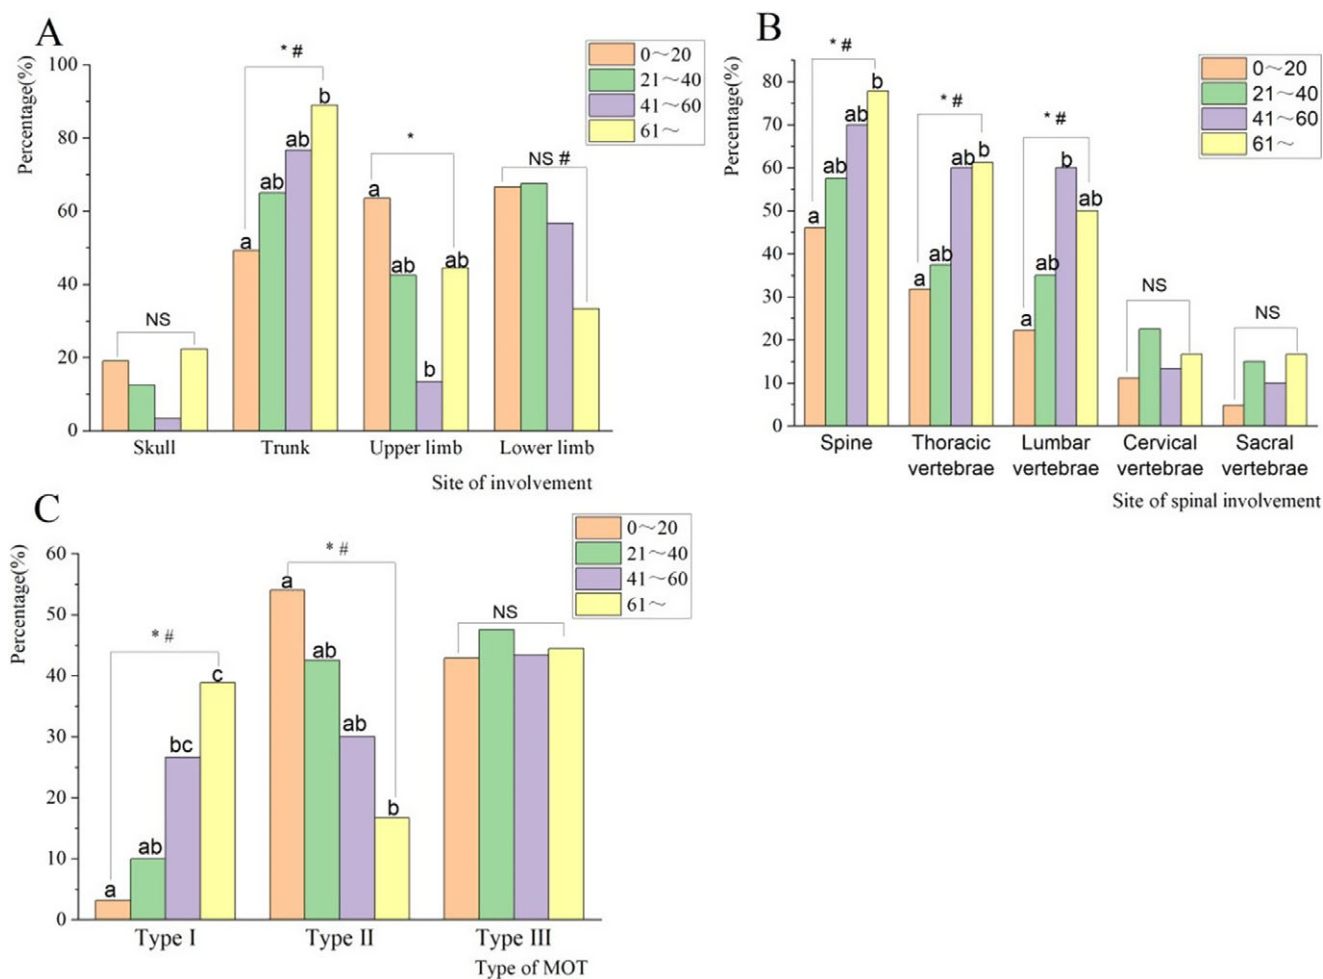 A
Percentage(%)
0～20
21～40
41～60
61～
100
80
60
40
20
0
NS
* #
a
ab
ab
b
*
a
ab
b
ab
NS #
Skull
Trunk
Upper limb
Lower limb
Site of involvement
B
Percentage(%)
0～20
21～40
41～60
61～
80
70
60
50
40
30
20
10
0
* #
a
ab
ab
b
* #
a
ab
ab
b
* #
a
ab
b
ab
NS
NS
Spine
Thoracic vertebrae
Lumbar vertebrae
Cervical vertebrae
Sacral vertebrae
Site of spinal involvement
C
Percentage(%)
0～20
21～40
41～60
61～
60
50
40
30
20
10
0
* #
a
ab
bc
c
* #
a
ab
ab
b
NS
Type I
Type II
Type III
Type of MOT